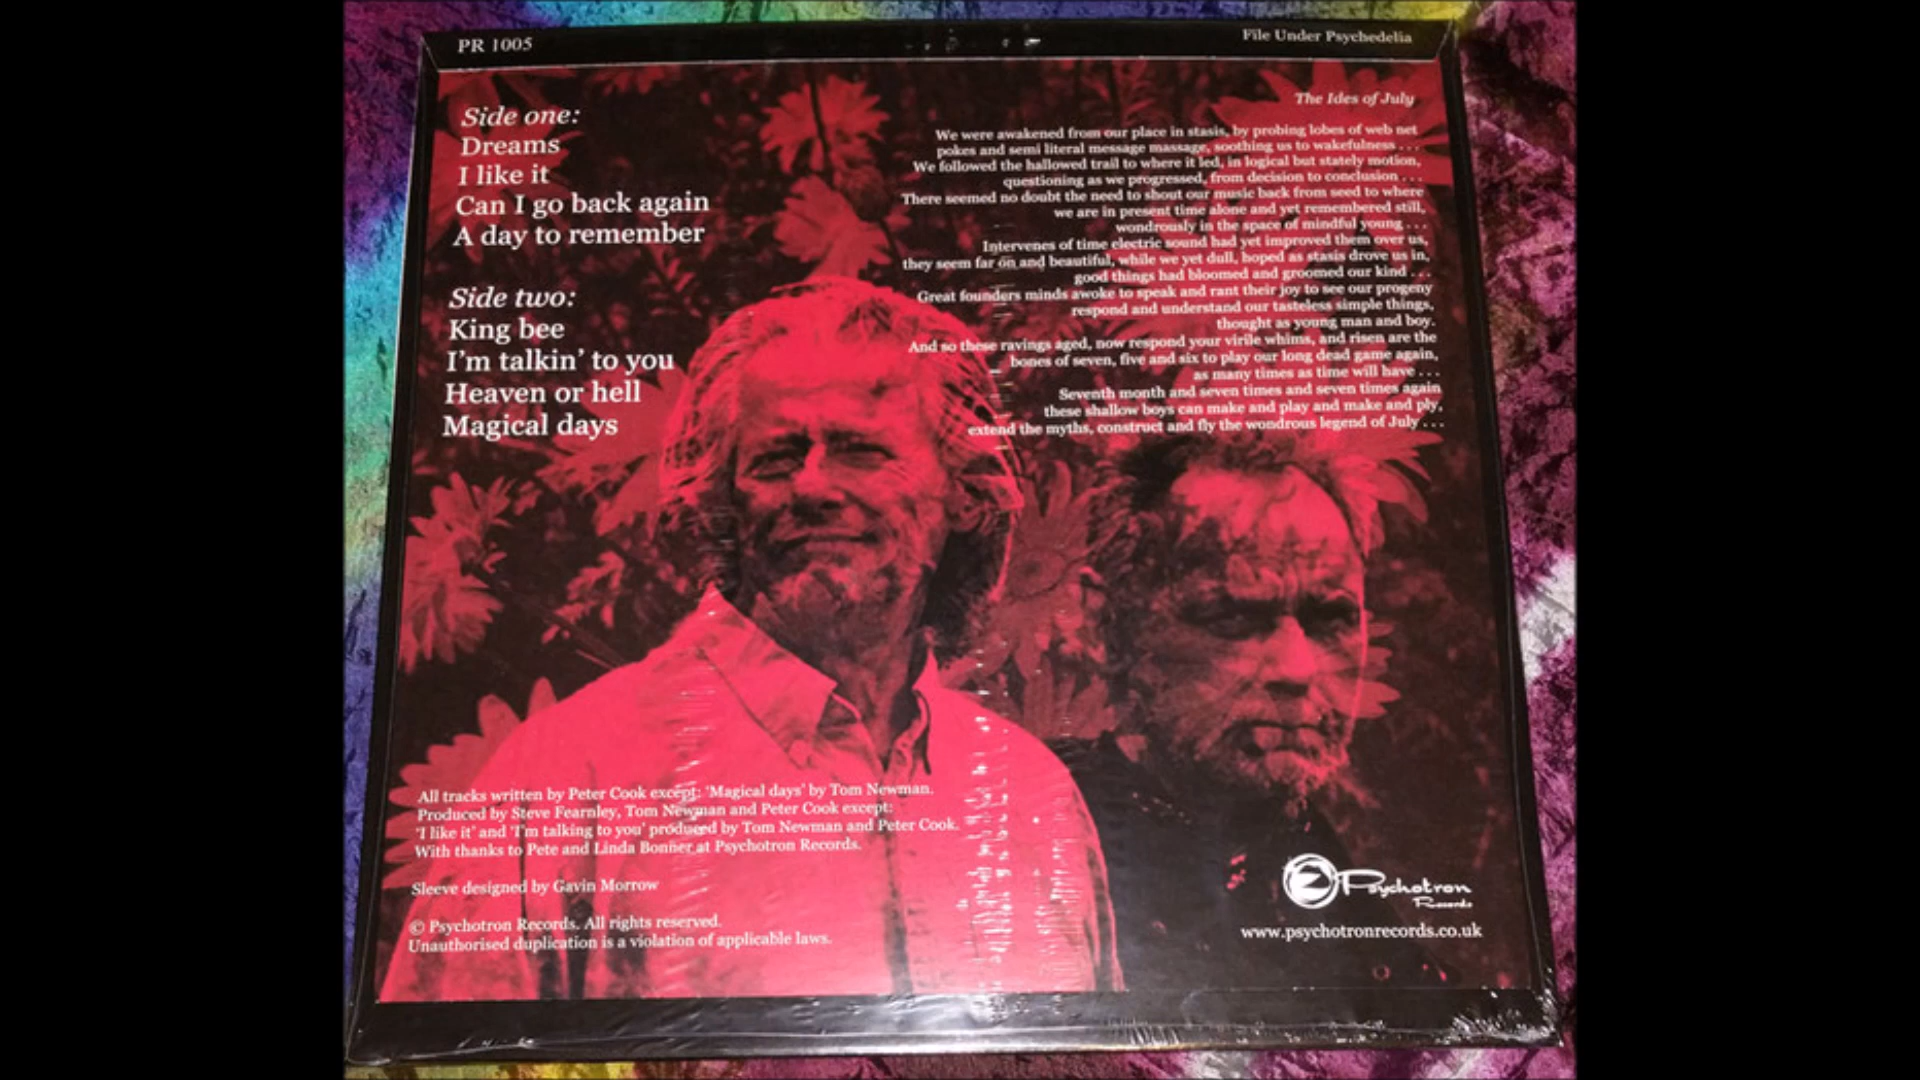 PR 1005
File Under Psychedelia
Side one:
Dreams
I like it
Can I go back again
A day to remember
Side two:
King bee
I'm talkin' to you
Heaven or hell
Magical days
The Ides of July
We were awakened from our place in stasis, by probing lobes of web net
pokes and semi literal message massage, soothing us to wakefulness . . .
We followed the hallowed trail to where it led, in logical but stately motion,
questioning as we progressed, from decision to conclusion . . .
There seemed no doubt the need to shout our music back from seed to where
we are in present time alone and yet remembered still,
wondrously in the space of mindful young . . .
Intervenes of time electric sound had yet improved them over us,
they seem far on and beautiful, while we yet dull, hoped as stasis drove us in,
good things had bloomed and groomed our kind . . .
Great founders minds awoke to speak and rant their joy to see our progeny
respond and understand our tasteless simple things,
thought as young man and boy.
And so these ravings aged, now respond your virile whims, and risen are the
bones of seven, five and six to play our long dead game again,
as many times as time will have . . .
Seventh month and seven times and seven times again
these shallow boys can make and play and make and ply,
extend the myths, construct and fly the wondrous legend of July . . .
All tracks written by Peter Cook except: 'Magical days' by Tom Newman.
Produced by Steve Fearnley, Tom Newman and Peter Cook except:
'I like it' and 'I'm talking to you' produced by Tom Newman and Peter Cook.
With thanks to Pete and Linda Bonner at Psychotron Records.
Sleeve designed by Gavin Morrow
© Psychotron Records. All rights reserved.
Unauthorised duplication is a violation of applicable laws.
Psychotron
Records
www.psychotronrecords.co.uk